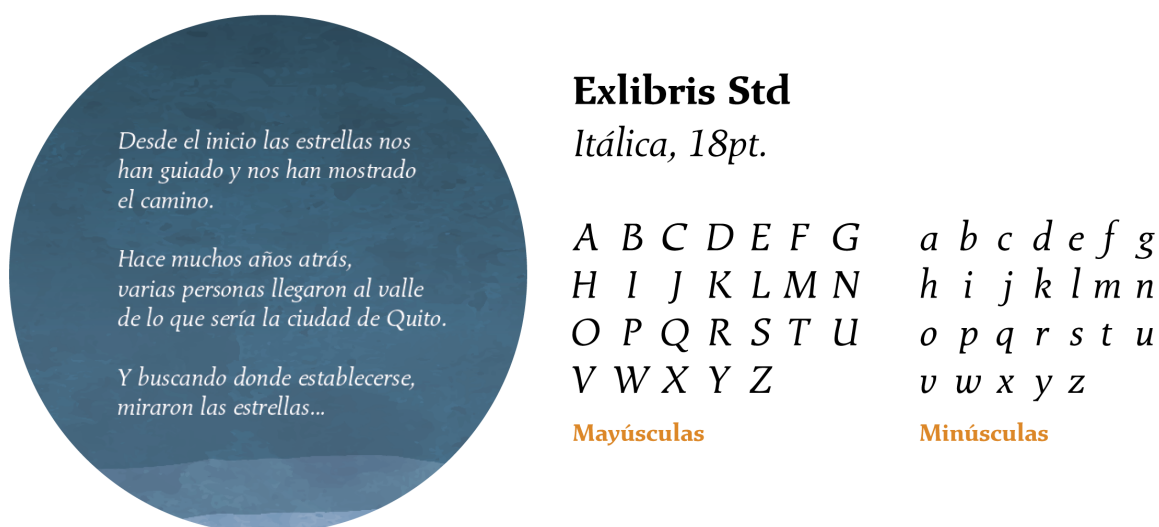 Desde el inicio las estrellas nos
han guiado y nos han mostrado
el camino.
Hace muchos años atrás,
varias personas llegaron al valle
de lo que sería la ciudad de Quito.
Y buscando donde establecerse,
miraron las estrellas...
Exlibris Std
Itálica, 18pt.
A B C D E F G
H I J K L M N
O P Q R S T U
V W X Y Z
Mayúsculas
a b c d e f g
h i j k l m n
o p q r s t u
v w x y z
Minúsculas